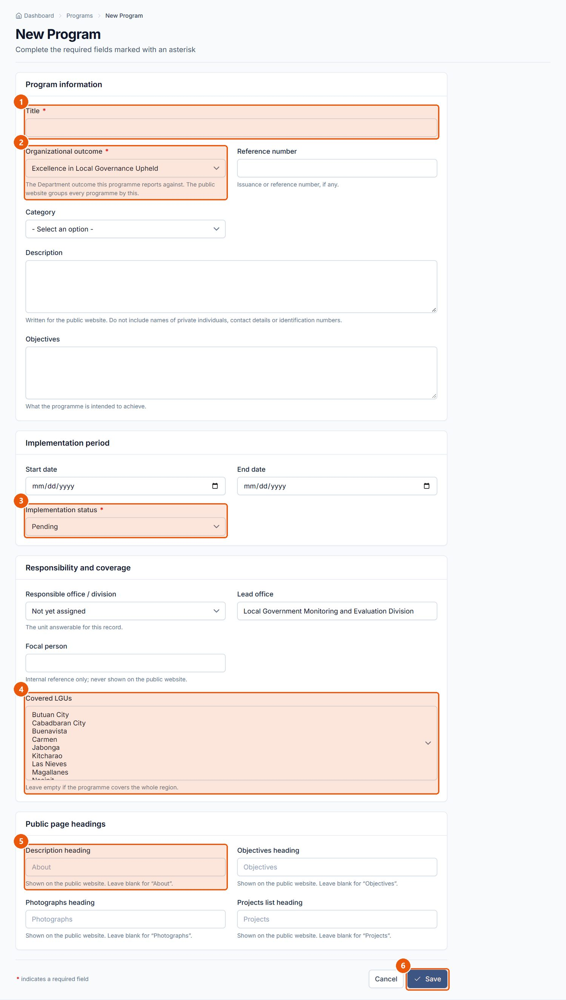 Dashboard > Programs > New Program
New Program
Complete the required fields marked with an asterisk
Program information
1
Title *
2
Organizational outcome *
Reference number
Excellence in Local Governance Upheld
The Department outcome this programme reports against. The public
website groups every programme by this.
Issuance or reference number, if any.
Category
- Select an option -
Description
Written for the public website. Do not include names of private individuals, contact details or identification numbers.
Objectives
What the programme is intended to achieve.
Implementation period
Start date
End date
mm/dd/yyyy
mm/dd/yyyy
3
Implementation status *
Pending
Responsibility and coverage
Responsible office / division
Lead office
Not yet assigned
Local Government Monitoring and Evaluation Division
The unit answerable for this record.
Focal person
Internal reference only; never shown on the public website.
4
Covered LGUs
Butuan City
Cabadbaran City
Buenavista
Carmen
Jabonga
Kitcharao
Las Nieves
Magallanes
Leave empty if the programme covers the whole region.
Public page headings
5
Description heading
Objectives heading
About
Objectives
Shown on the public website. Leave blank for “About”.
Shown on the public website. Leave blank for “Objectives”.
Photographs heading
Projects list heading
Photographs
Projects
Shown on the public website. Leave blank for “Photographs”.
Shown on the public website. Leave blank for “Projects”.
6
* indicates a required field
Cancel
Save